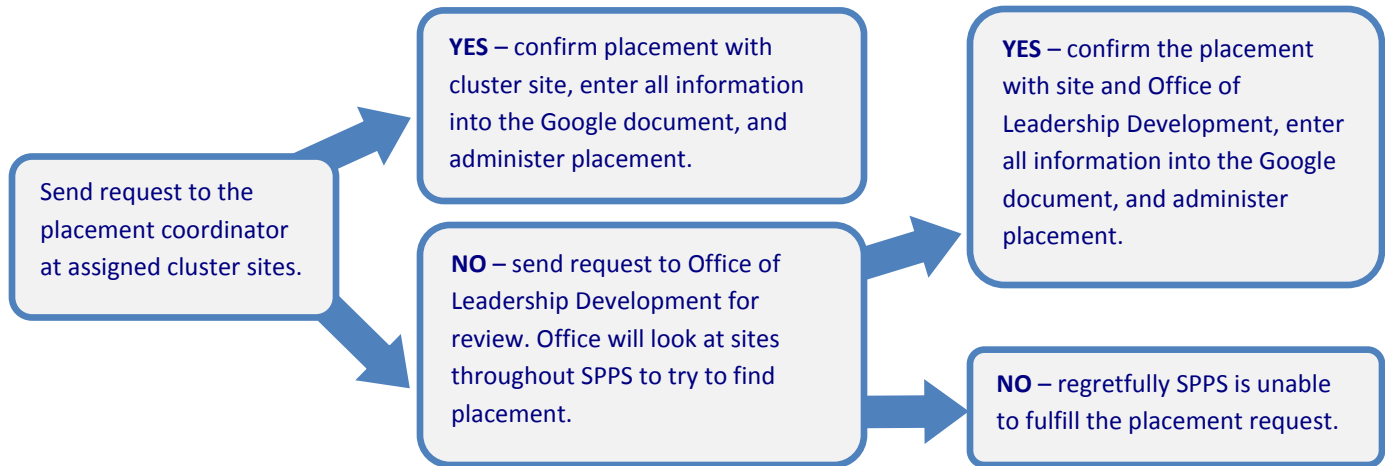 Send request to the
placement coordinator
at assigned cluster sites.
YES – confirm placement with
cluster site, enter all information
into the Google document, and
administer placement.
NO – send request to Office of
Leadership Development for
review. Office will look at sites
throughout SPPS to try to find
placement.
YES – confirm the placement
with site and Office of
Leadership Development, enter
all information into the Google
document, and administer
placement.
NO – regretfully SPPS is unable
to fulfill the placement request.